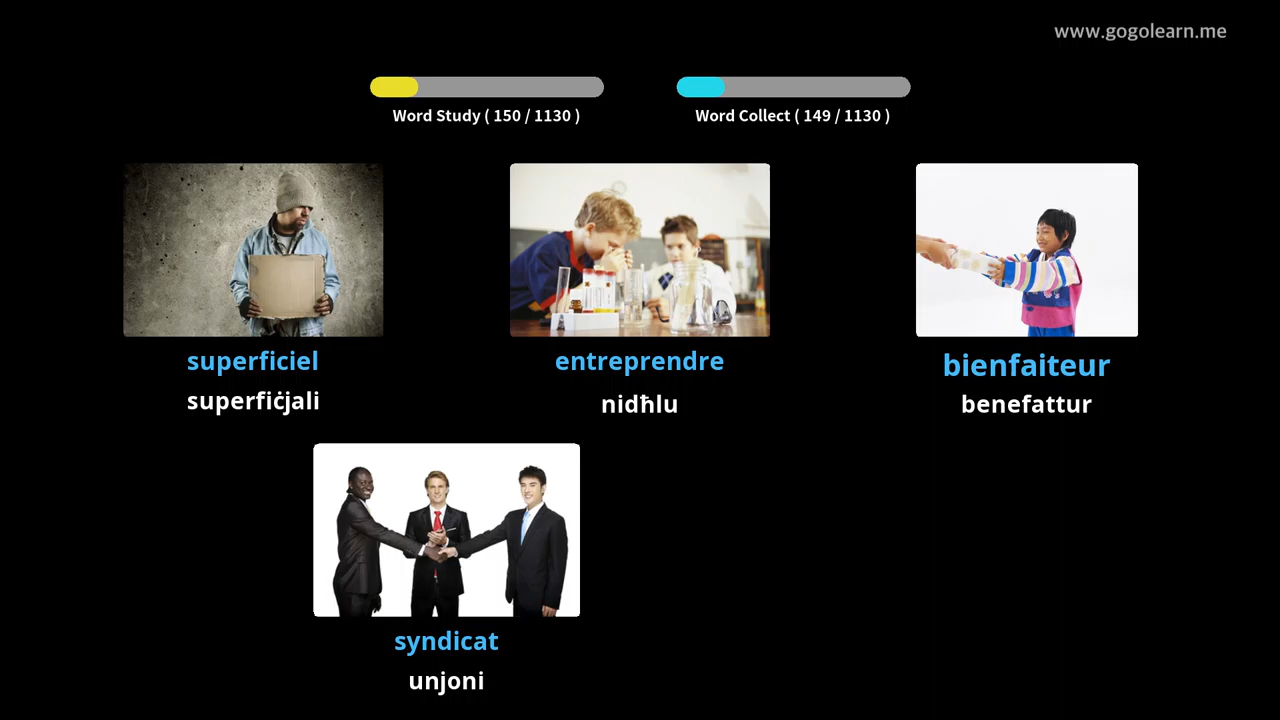 www.gogolearn.me
Word Study ( 150 / 1130 )
Word Collect ( 149 / 1130 )
superficiel
superfiċjali
entreprendre
nidħlu
bienfaiteur
benefattur
syndicat
unjoni